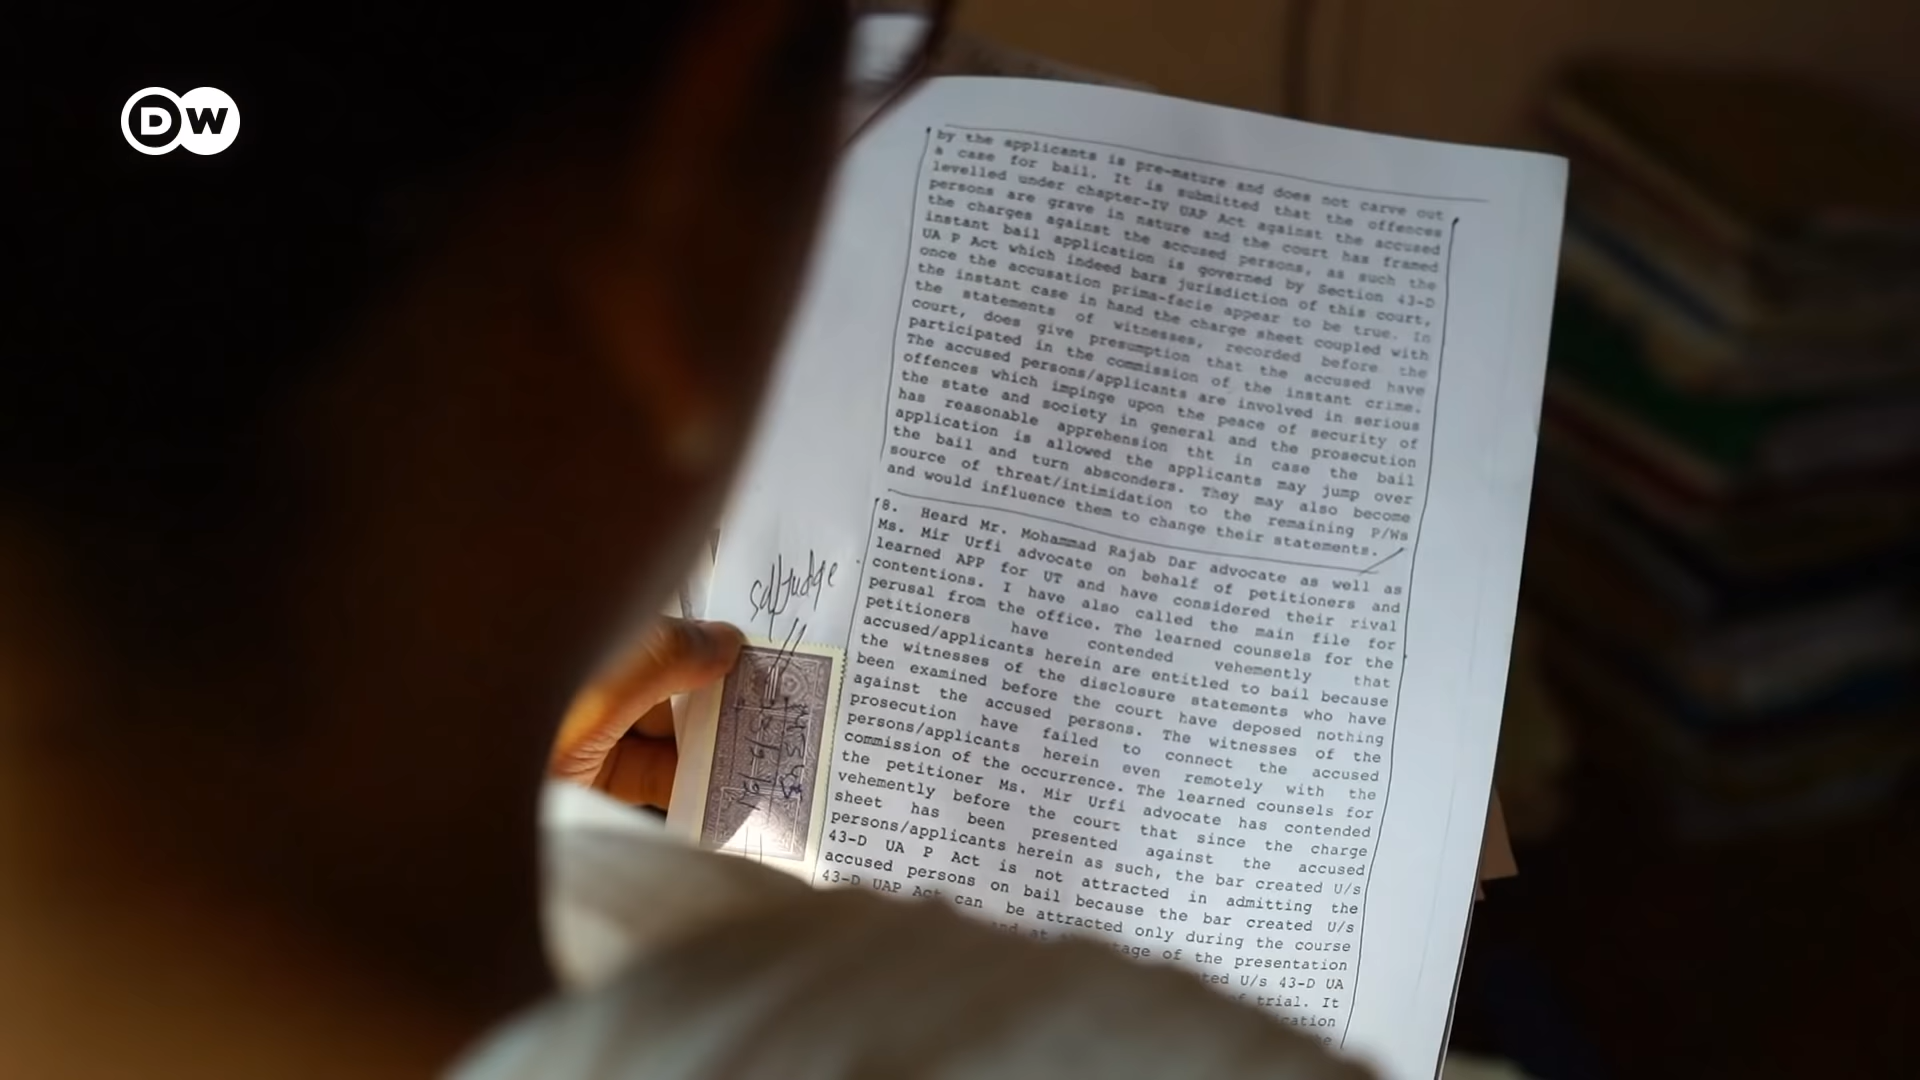 DW
by the applicants is pre-mature and does not carve out
a case for bail. It is submitted that the offences
levelled under chapter-IV UAP Act against the accused
persons are grave in nature and the court has framed
the charges against the accused persons, as such the
instant bail application is governed by Section 43-D
UA P Act which indeed bars jurisdiction of this court,
once the accusation prima-facie appear to be true. In
the instant case in hand the charge sheet coupled with
the statements of witnesses, recorded before the
court, does give presumption that the accused have
participated in the commission of the instant crime.
The accused persons/applicants are involved in serious
offences which impinge upon the peace of security of
the state and society in general and the prosecution
has reasonable apprehension tht in case the bail
application is allowed the applicants may jump over
the bail and turn absconders. They may also become
source of threat/intimidation to the remaining P/Ws
and would influence them to change their statements.
8. Heard Mr. Mohammad Rajab Dar advocate as well as
Ms. Mir Urfi advocate on behalf of petitioners and
learned APP for UT and have considered their rival
contentions. I have also called the main file for
perusal from the office. The learned counsels for the
petitioners have contended vehemently that
accused/applicants herein are entitled to bail because
the witnesses of the disclosure statements who have
been examined before the court have deposed nothing
against the accused persons. The witnesses of the
prosecution have failed to connect the accused
persons/applicants herein even remotely with the
commission of the occurrence. The learned counsels for
the petitioner Ms. Mir Urfi advocate has contended
vehemently before the court that since the charge
sheet has been presented against the accused
persons/applicants herein as such, the bar created U/s
43-D UA P Act is not attracted in admitting the
accused persons on bail because the bar created U/s
43-D UAP Act can be attracted only during the course
and at tage of the presentation
ted U/s 43-D UA
of trial. It
ication
he
Sd/Judge